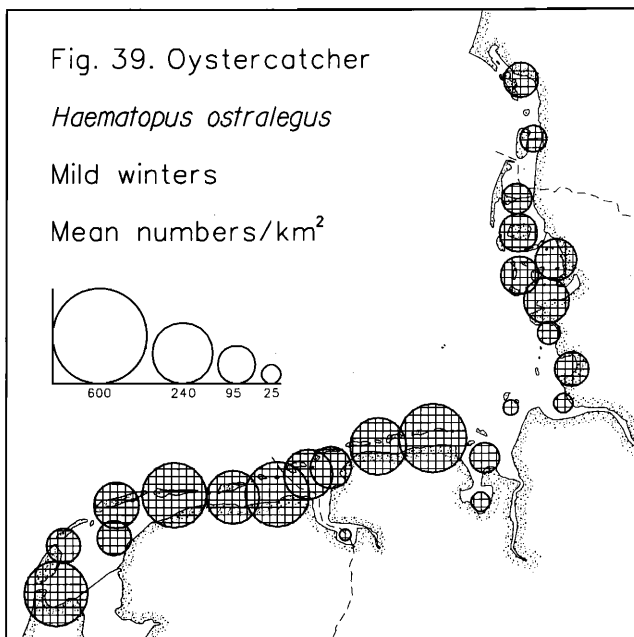 Fig. 39. Oystercatcher
Haematopus ostralegus
Mild winters
Mean numbers/km²
600 240 95 25